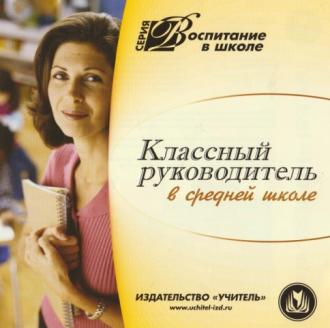 СЕРИЯ
Воспитание
в школе
Классный
руководитель
в средней школе
ИЗДАТЕЛЬСТВО «УЧИТЕЛЬ»
www.uchitel-izd.ru